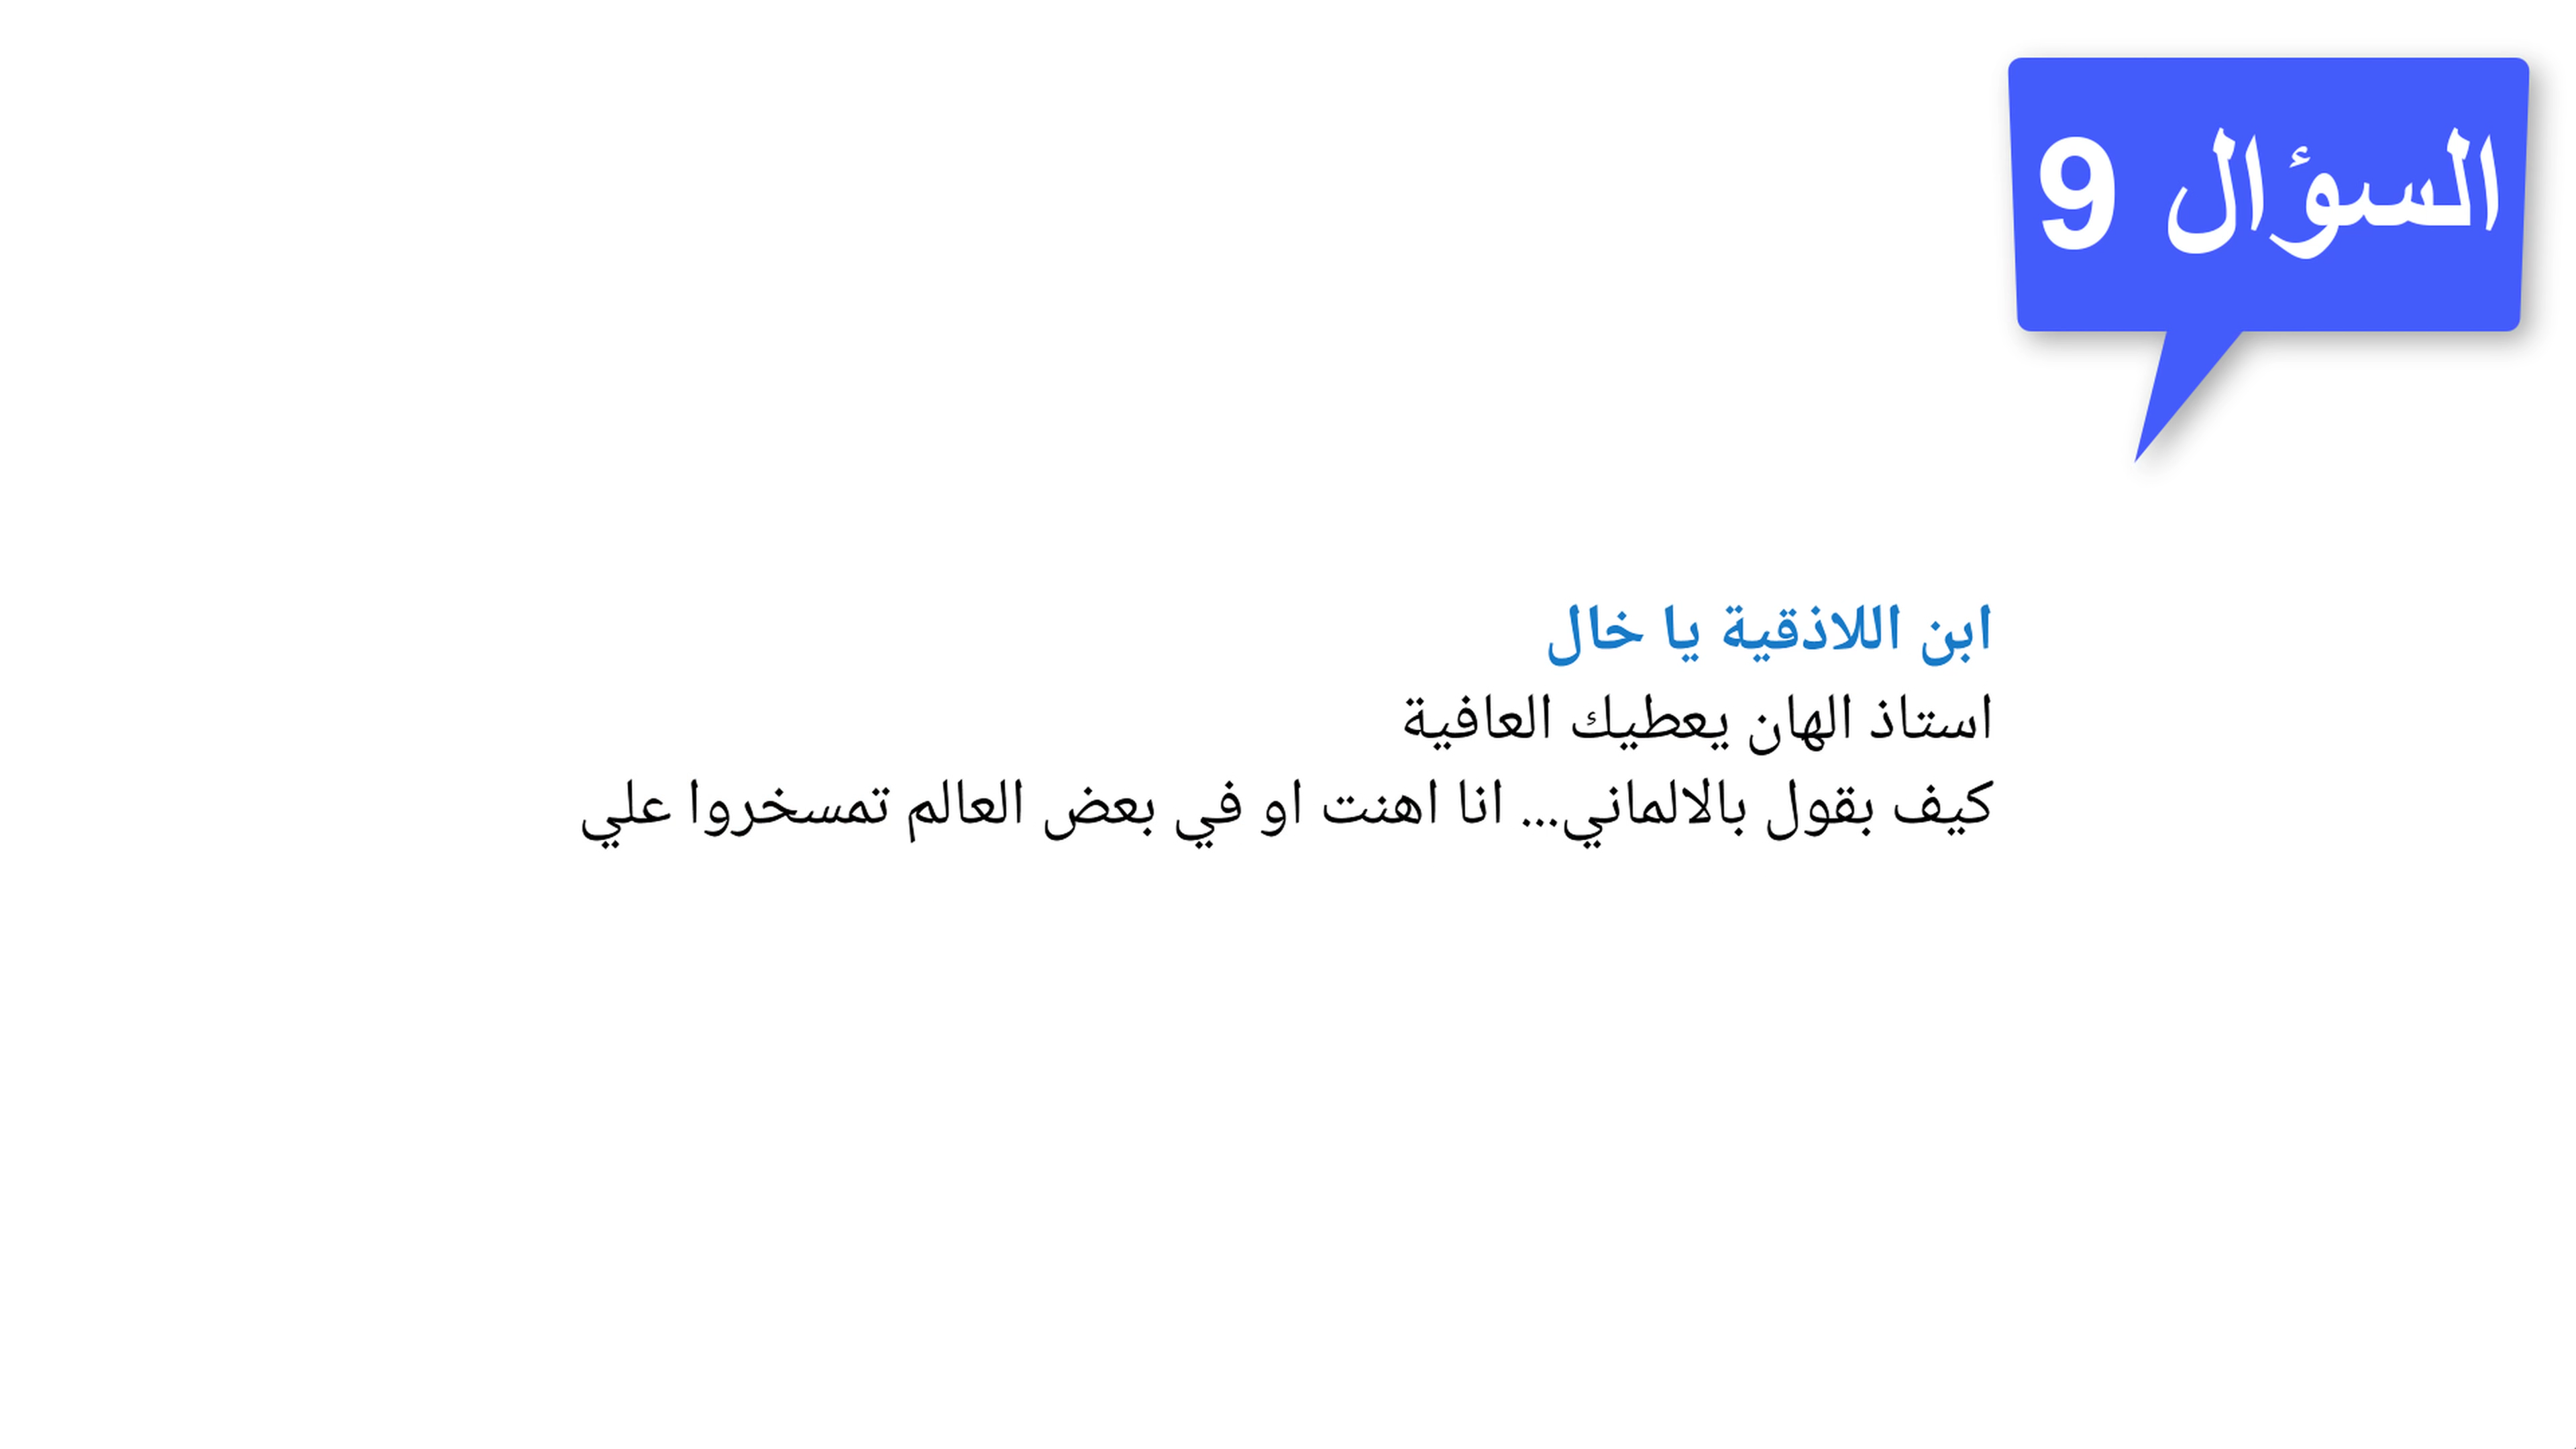 السؤال 9
ابن اللاذقية يا خال
استاذ الهان يعطيك العافية
كيف بقول بالالماني... انا اهنت او في بعض العالم تمسخروا علي